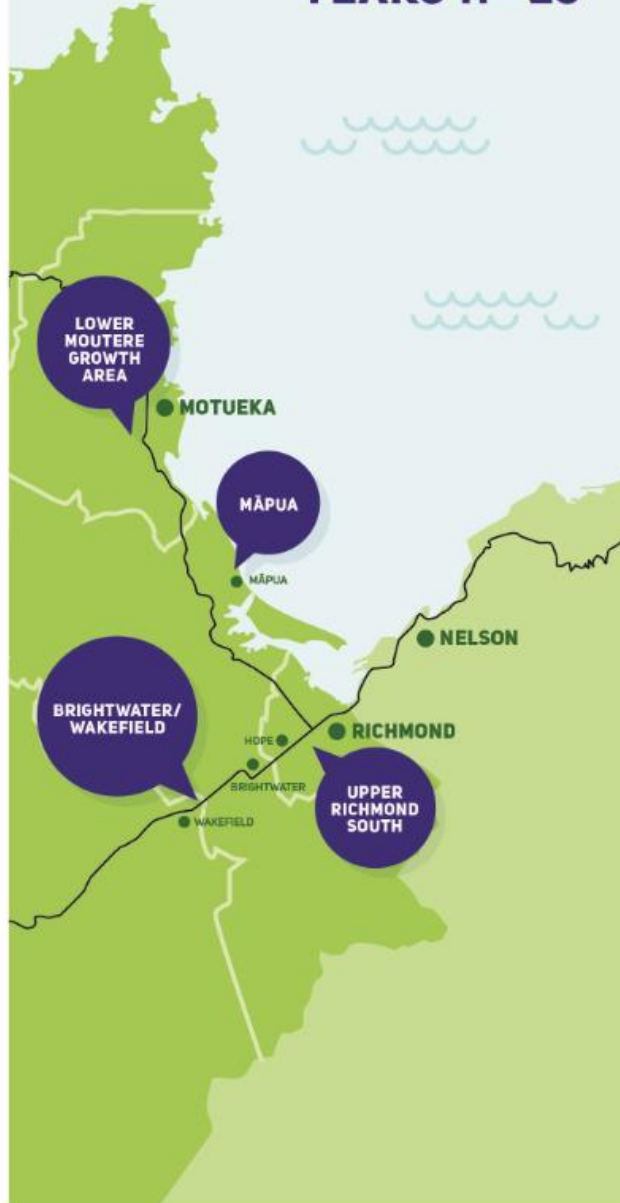 LOWER
MOUTERE
GROWTH
AREA
MOTUEKA
MĀPUA
MĀPUA
NELSON
BRIGHTWATER/
WAKEFIELD
RICHMOND
HOPE
BRIGHTWATER
UPPER
RICHMOND
SOUTH
WAKEFIELD